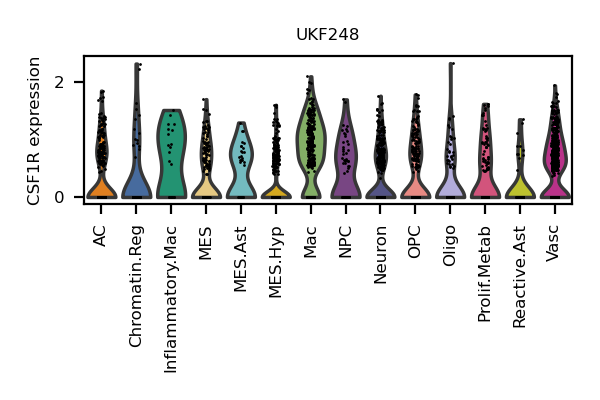 UKF248
CSF1R expression
2
0
AC
Chromatin.Reg
Inflammatory.Mac
MES
MES.Ast
MES.Hyp
Mac
NPC
Neuron
OPC
Oligo
Prolif.Metab
Reactive.Ast
Vasc